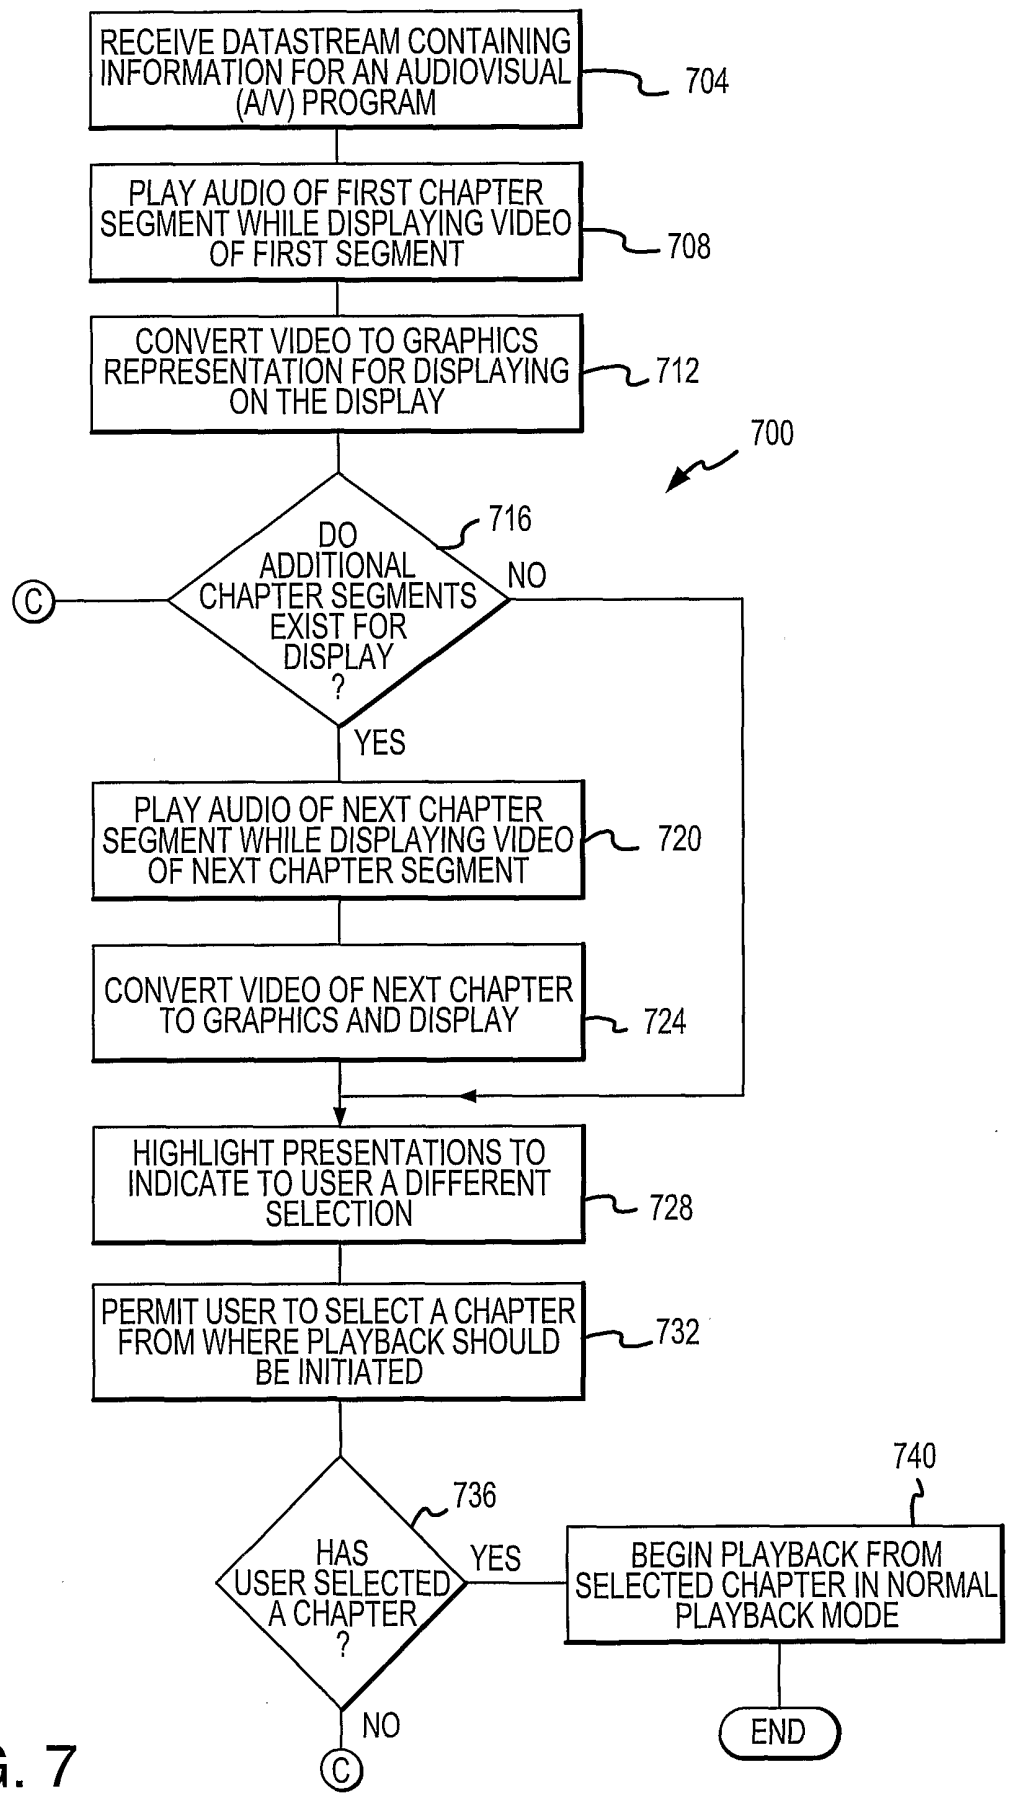 RECEIVE DATASTREAM CONTAINING
INFORMATION FOR AN AUDIOVISUAL
(A/V) PROGRAM
704
PLAY AUDIO OF FIRST CHAPTER
SEGMENT WHILE DISPLAYING VIDEO
OF FIRST SEGMENT
708
CONVERT VIDEO TO GRAPHICS
REPRESENTATION FOR DISPLAYING
ON THE DISPLAY
712
700
716
DO
ADDITIONAL
CHAPTER SEGMENTS
EXIST FOR
DISPLAY
?
NO
C
YES
PLAY AUDIO OF NEXT CHAPTER
SEGMENT WHILE DISPLAYING VIDEO
OF NEXT CHAPTER SEGMENT
720
CONVERT VIDEO OF NEXT CHAPTER
TO GRAPHICS AND DISPLAY
724
HIGHLIGHT PRESENTATIONS TO
INDICATE TO USER A DIFFERENT
SELECTION
728
PERMIT USER TO SELECT A CHAPTER
FROM WHERE PLAYBACK SHOULD
BE INITIATED
732
736
HAS
USER SELECTED
A CHAPTER
?
YES
740
BEGIN PLAYBACK FROM
SELECTED CHAPTER IN NORMAL
PLAYBACK MODE
END
NO
C
G. 7